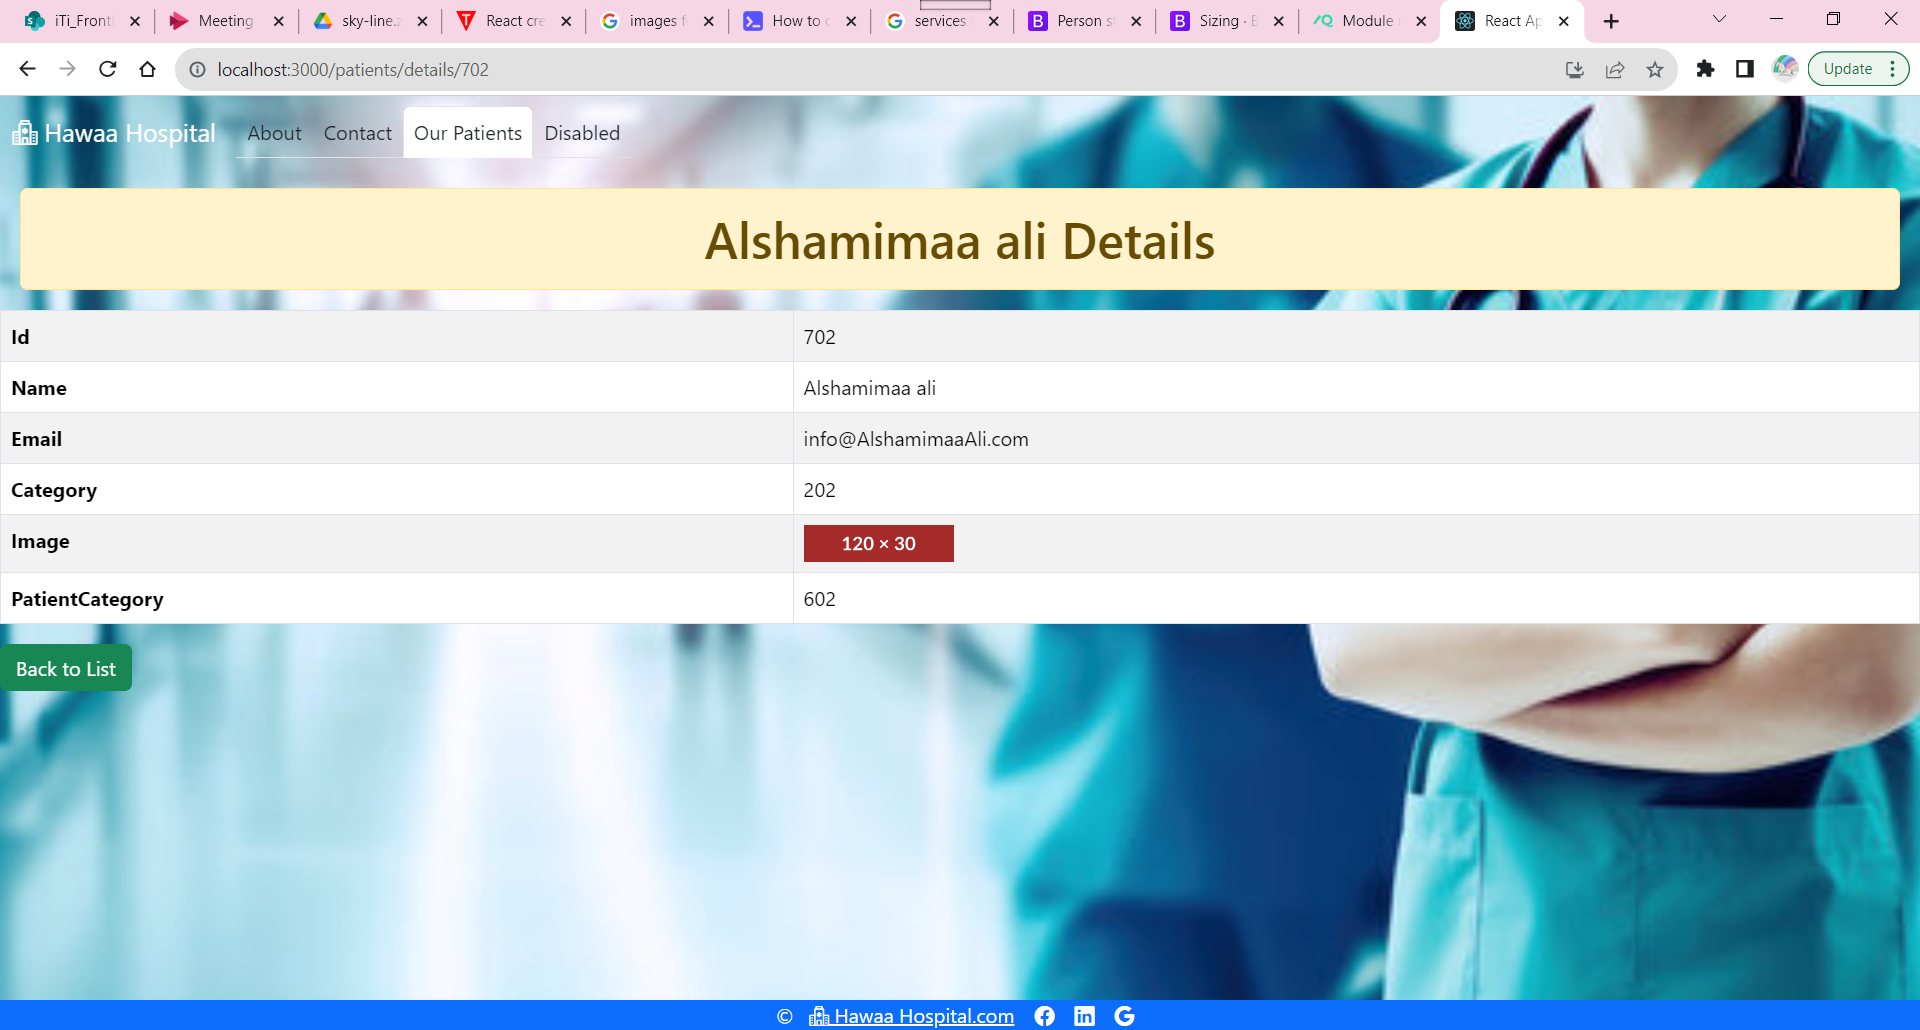 iTi_Front
Meeting
sky-line.z
React cre
images f
How to c
services
Person s
Sizing · B
Module
React Ap
localhost:3000/patients/details/702
Update
Hawaa Hospital
About
Contact
Our Patients
Disabled
Alshamimaa ali Details
Id 702
Name Alshamimaa ali
Email info@AlshamimaaAli.com
Category 202
Image 120 × 30
PatientCategory 602
Back to List
© Hawaa Hospital.com